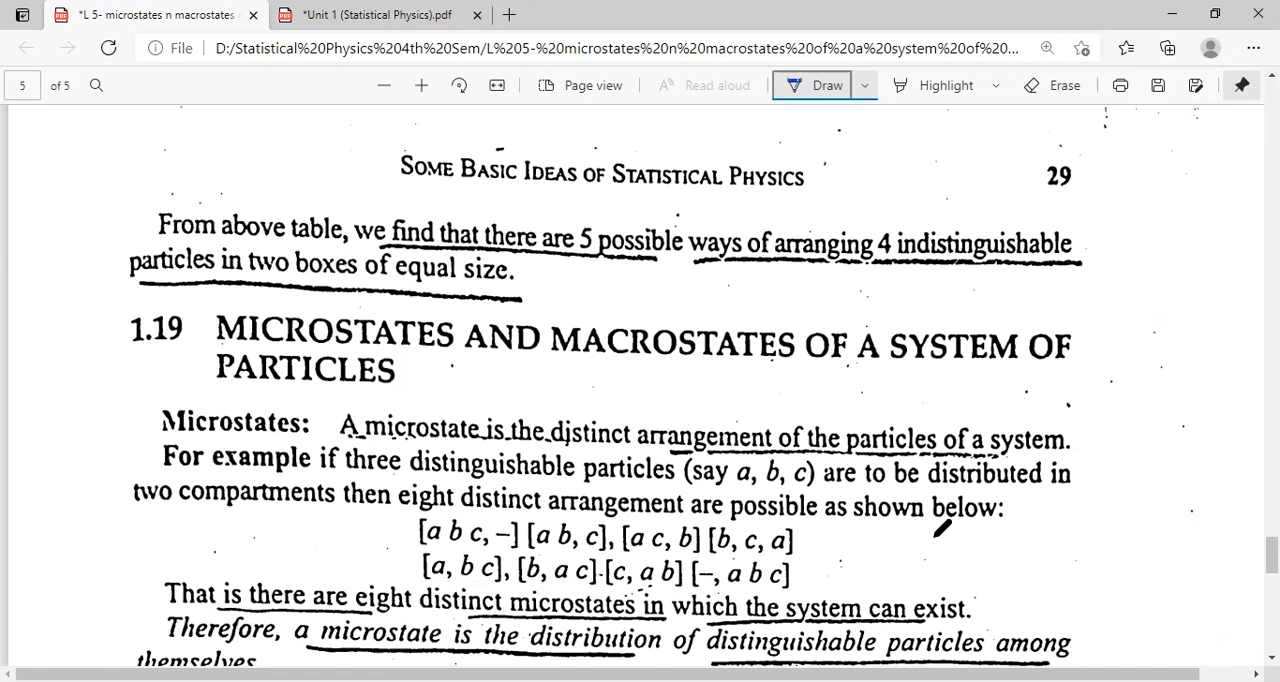 *L 5- microstates n macrostates
*Unit 1 (Statistical Physics).pdf
File
D:/Statistical%20Physics%204th%20Sem/L%205-%20microstates%20n%20macrostates%20of%20a%20system%20of%20...
5 of 5
Page view
Read aloud
Draw
Highlight
Erase
SOME BASIC IDEAS OF STATISTICAL PHYSICS 29
From above table, we find that there are 5 possible ways of arranging 4 indistinguishable
particles in two boxes of equal size.
1.19 MICROSTATES AND MACROSTATES OF A SYSTEM OF
PARTICLES
Microstates: A microstate is the distinct arrangement of the particles of a system.
For example if three distinguishable particles (say a, b, c) are to be distributed in
two compartments then eight distinct arrangement are possible as shown below:
[a b c, –] [a b, c], [a c, b] [b, c, a]
[a, b c], [b, a c] [c, a b] [–, a b c]
That is there are eight distinct microstates in which the system can exist.
Therefore, a microstate is the distribution of distinguishable particles among
themselves